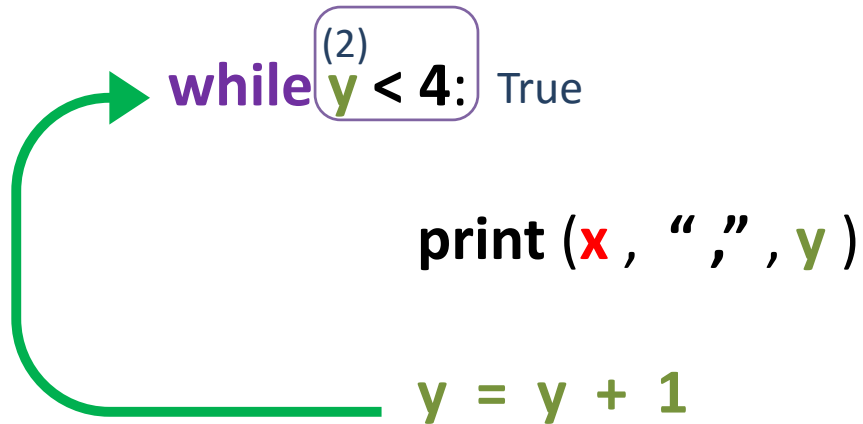 (2)
while y < 4: True
print (x , “ ,” , y )
y = y + 1